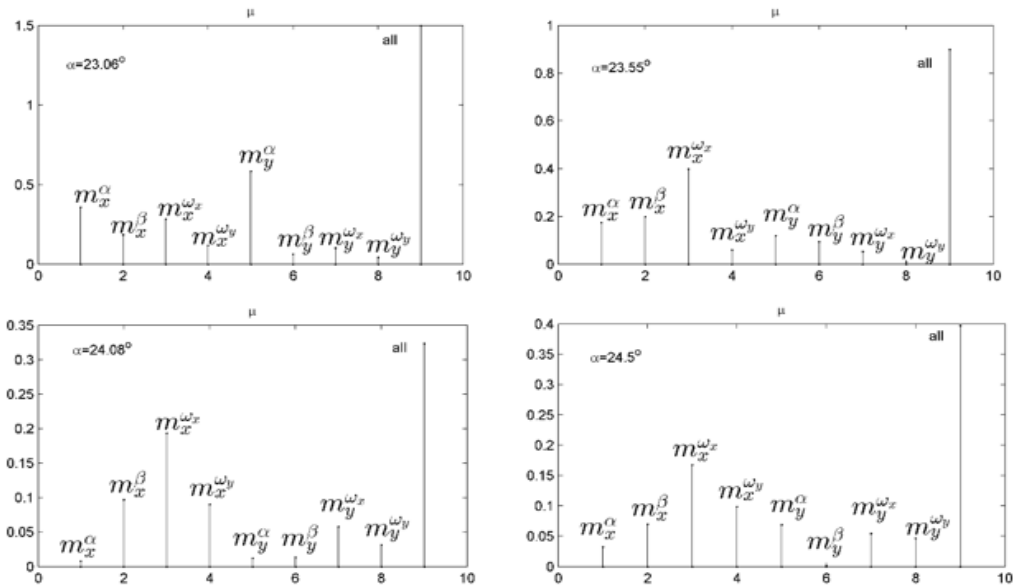 μ
1.5
all
α=23.06°
1
m_y^α
0.5
m_x^α
m_x^β
m_x^{ω_x}
m_x^{ω_y}
m_y^β
m_y^{ω_x}
m_y^{ω_y}
0
0 2 4 6 8 10
μ
1
all
α=23.55°
0.8
0.6
m_x^{ω_x}
0.4
m_x^α
m_x^β
0.2
m_x^{ω_y}
m_y^α
m_y^β
m_y^{ω_x}
m_y^{ω_y}
0
0 2 4 6 8 10
μ
0.35
α=24.08°
all
0.3
0.25
m_x^{ω_x}
0.2
0.15
m_x^β
m_x^{ω_y}
0.1
m_y^{ω_x}
0.05
m_x^α
m_y^α
m_y^β
m_y^{ω_y}
0
0 2 4 6 8 10
μ
0.4
all
α=24.5°
0.35
0.3
0.25
m_x^{ω_x}
0.2
0.15
m_x^{ω_y}
0.1
m_x^β
m_y^α
m_y^{ω_x}
0.05
m_x^α
m_y^β
m_y^{ω_y}
0
0 2 4 6 8 10